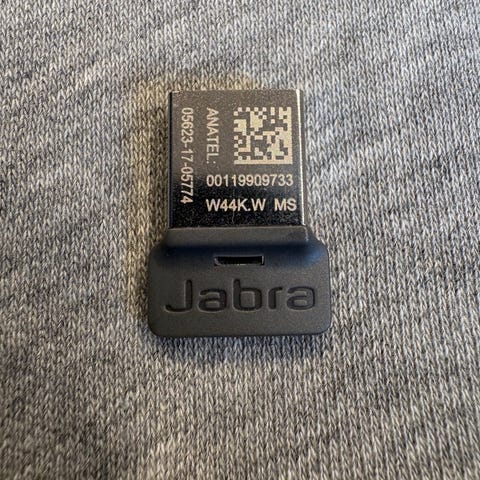 ANATEL:
05623-17-05774
00119909733
W44K.W MS
Jabra